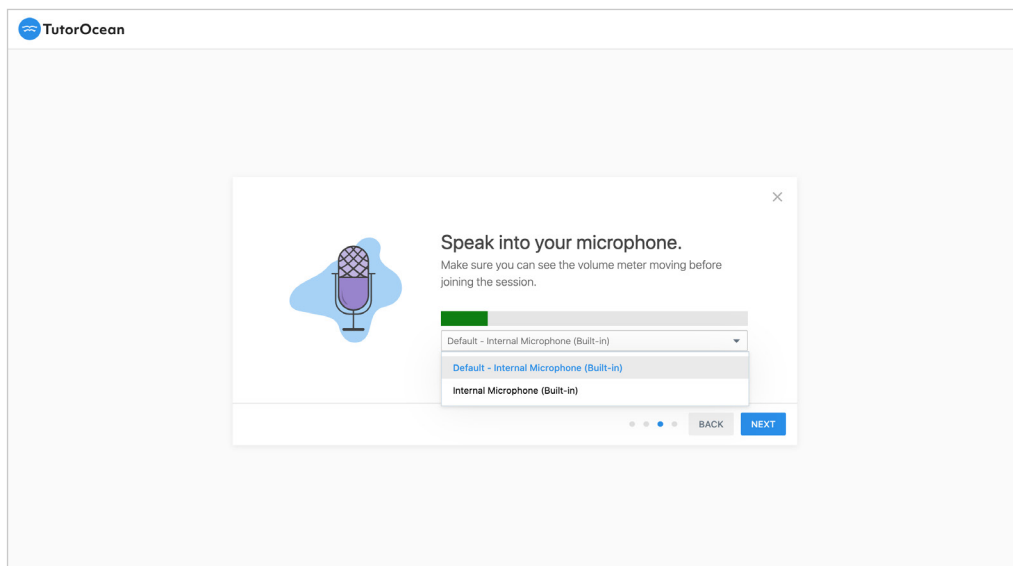 TutorOcean
Speak into your microphone.
Make sure you can see the volume meter moving before
joining the session.
Default - Internal Microphone (Built-in)
Default - Internal Microphone (Built-in)
Internal Microphone (Built-in)
BACK NEXT